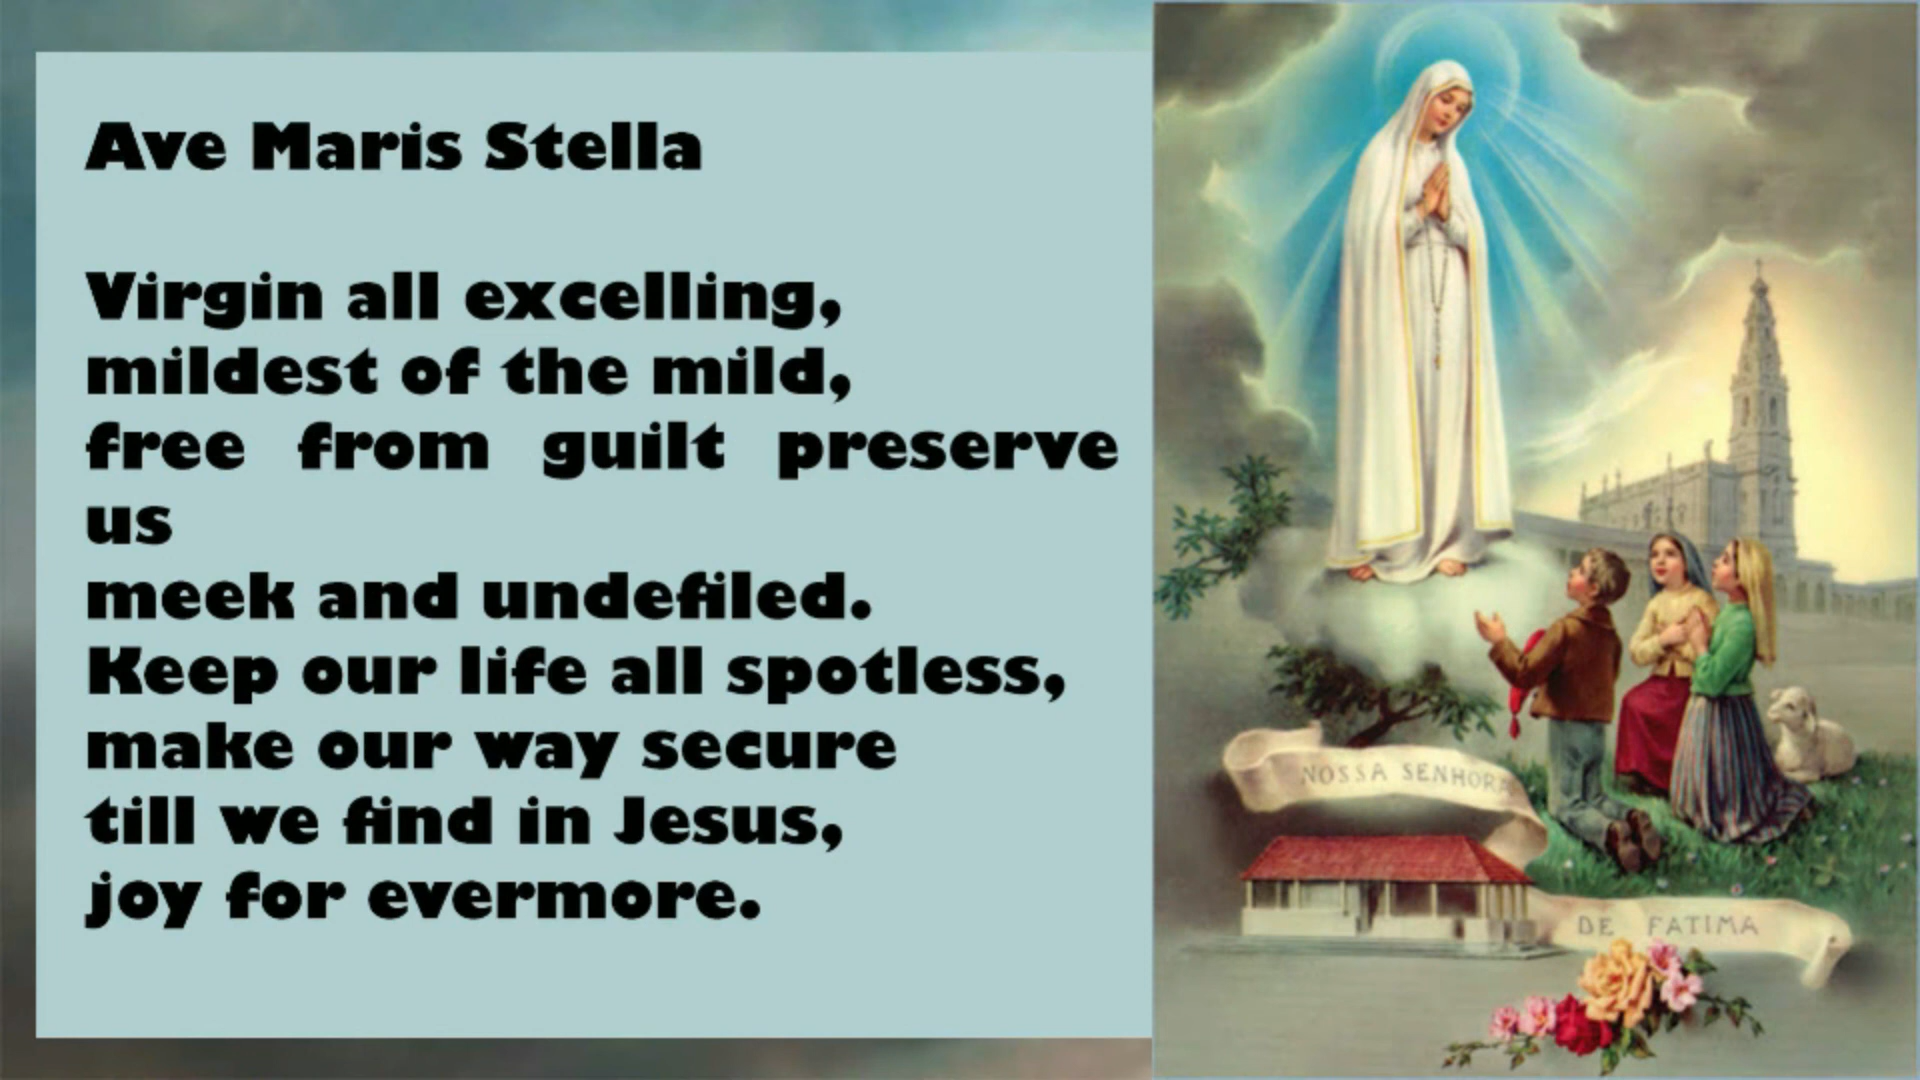 Ave Maris Stella
Virgin all excelling,
mildest of the mild,
free from guilt preserve
us
meek and undefiled.
Keep our life all spotless,
make our way secure
till we find in Jesus,
joy for evermore.
NOSSA SENHORA
DE FATIMA